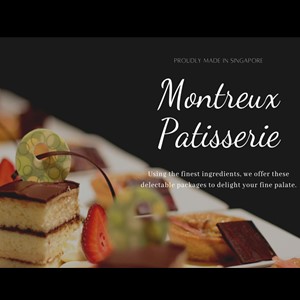 PROUDLY MADE IN SINGAPORE
Montreux
Patisserie
Using the finest ingredients, we offer these
delectable packages to delight your fine palate.